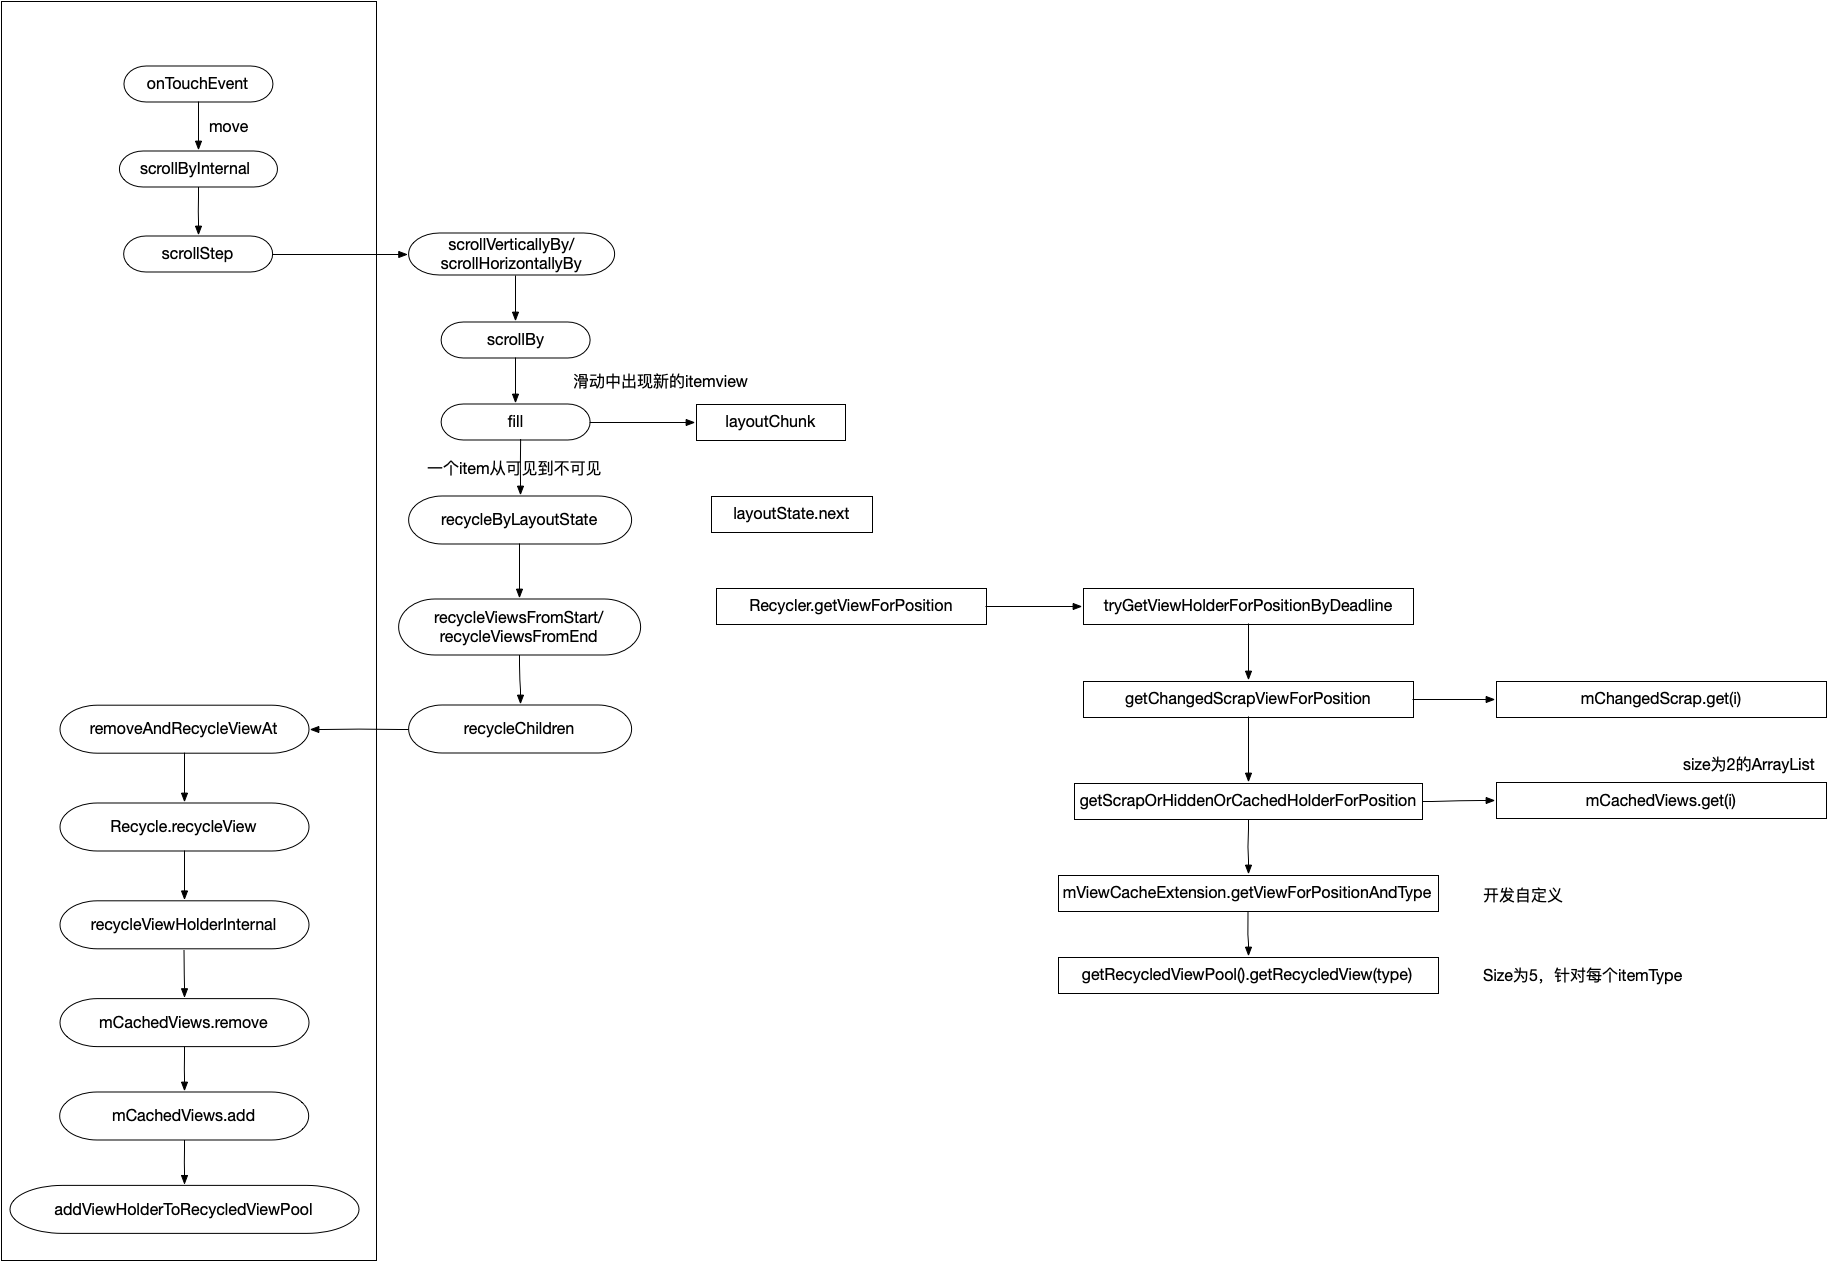 onTouchEvent
move
scrollByInternal
scrollStep
scrollVerticallyBy/
scrollHorizontallyBy
scrollBy
滑动中出现新的itemview
fill
layoutChunk
一个item从可见到不可见
recycleByLayoutState
layoutState.next
recycleViewsFromStart/
recycleViewsFromEnd
Recycler.getViewForPosition
tryGetViewHolderForPositionByDeadline
getChangedScrapViewForPosition
mChangedScrap.get(i)
removeAndRecycleViewAt
recycleChildren
size为2的ArrayList
getScrapOrHiddenOrCachedHolderForPosition
mCachedViews.get(i)
Recycle.recycleView
mViewCacheExtension.getViewForPositionAndType
开发自定义
recycleViewHolderInternal
getRecycledViewPool().getRecycledView(type)
Size为5，针对每个itemType
mCachedViews.remove
mCachedViews.add
addViewHolderToRecycledViewPool